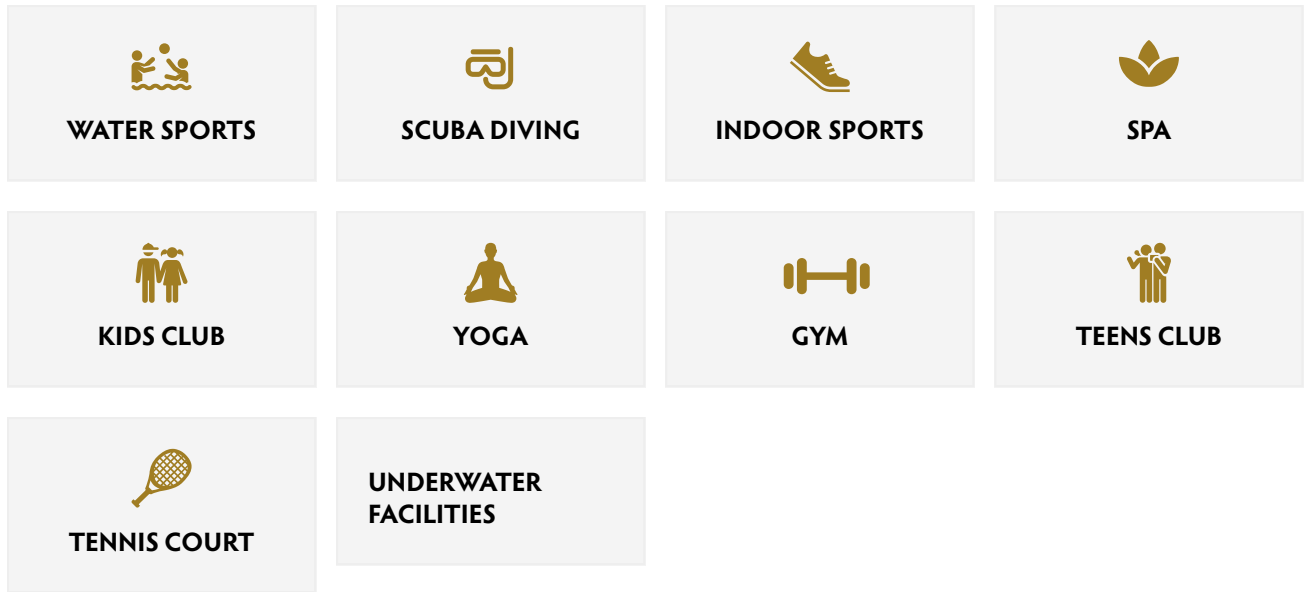 WATER SPORTS
SCUBA DIVING
INDOOR SPORTS
SPA
KIDS CLUB
YOGA
GYM
TEENS CLUB
TENNIS COURT
UNDERWATER
FACILITIES